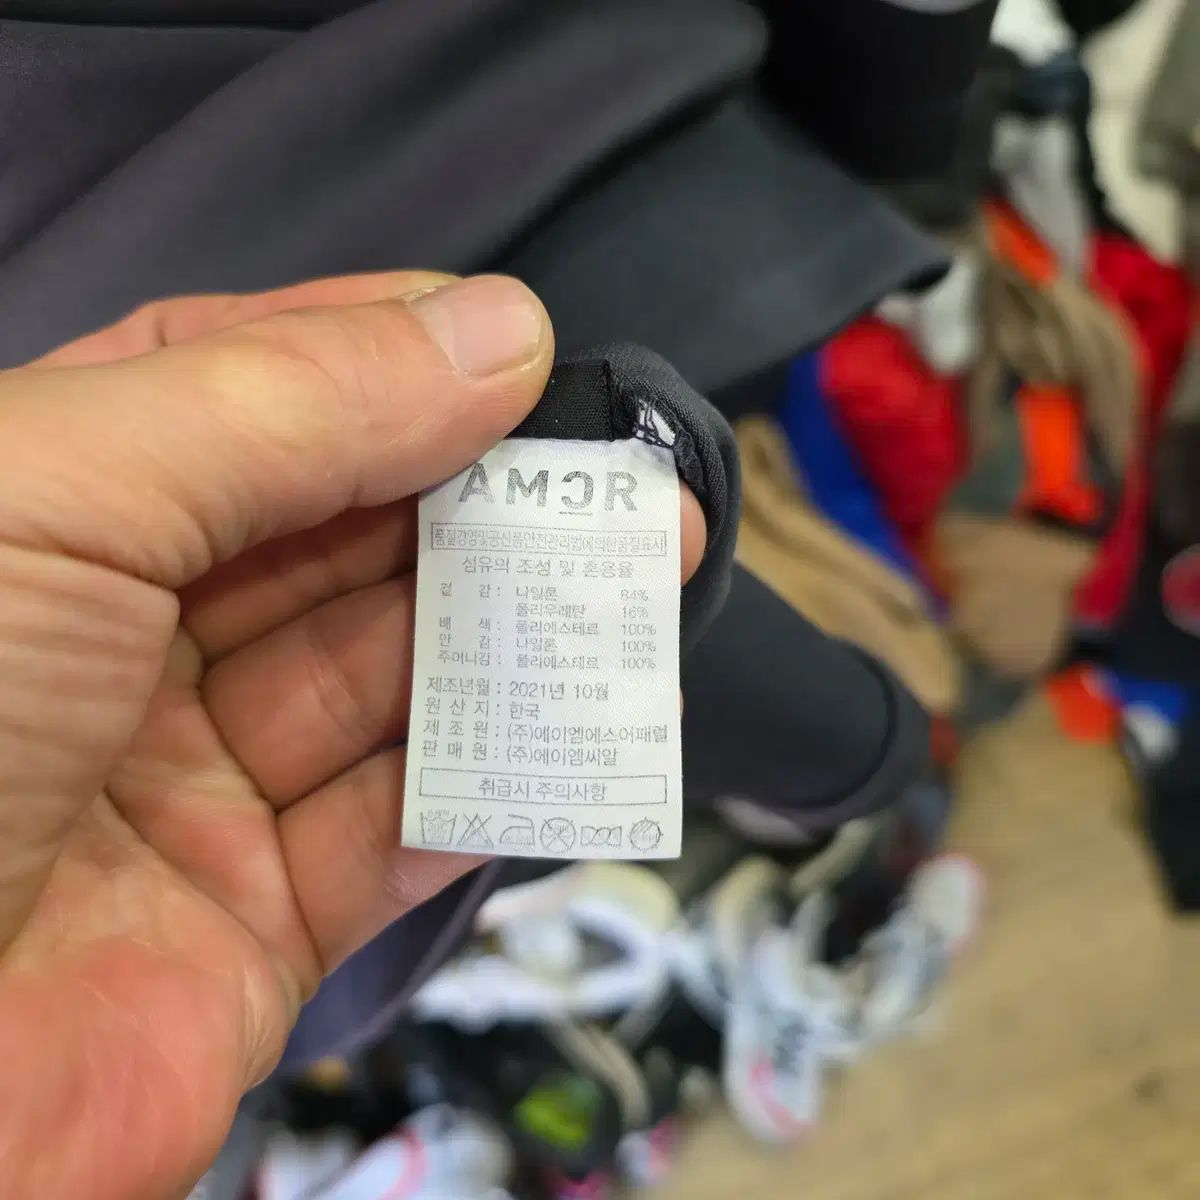 AMƆR
품질경영및공산품안전관리법에의한품질표시
섬유의 조성 및 혼용율
겉 감 : 나일론 84%
폴리우레탄 16%
배 색 : 폴리에스테르 100%
안 감 : 나일론 100%
주머니감 : 폴리에스테르 100%
제조년월 : 2021년 10월
원 산 지 : 한국
제 조 원 : (주)에이엠에스어패럴
판 매 원 : (주)에이엠씨알
취급시 주의사항